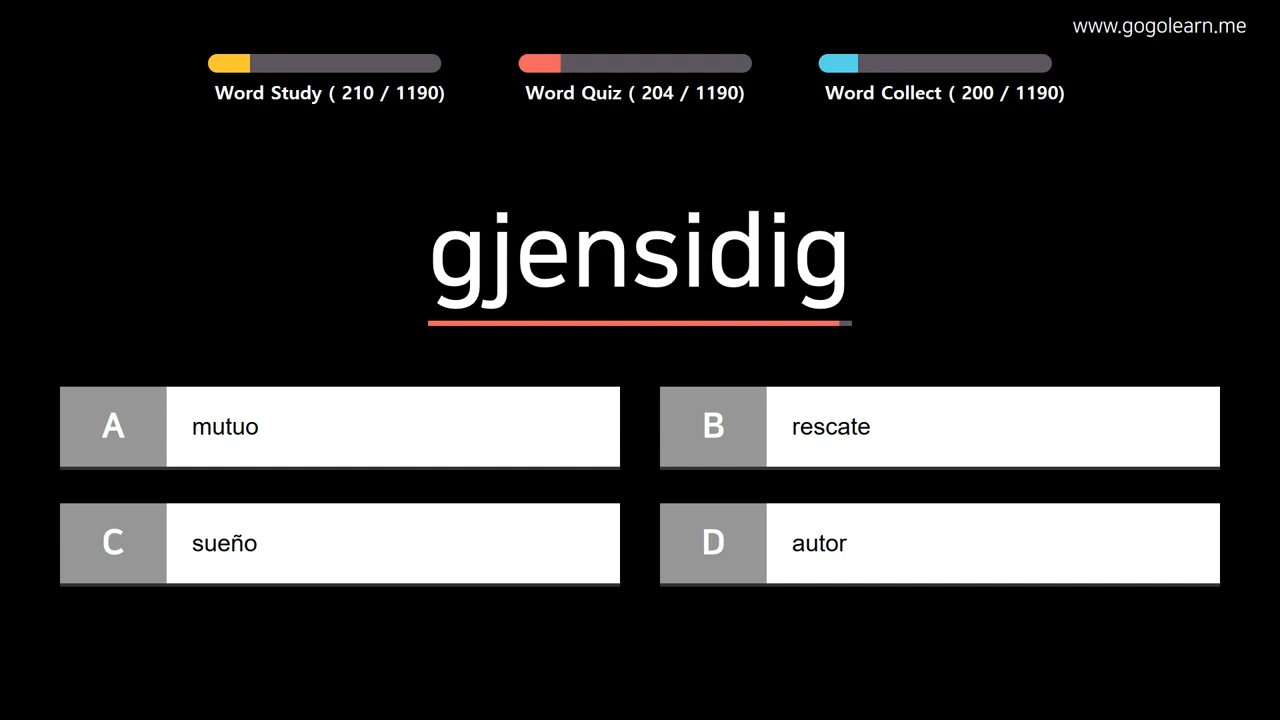 www.gogolearn.me
Word Study ( 210 / 1190)
Word Quiz ( 204 / 1190)
Word Collect ( 200 / 1190)
gjensidig
A
mutuo
B
rescate
C
sueño
D
autor